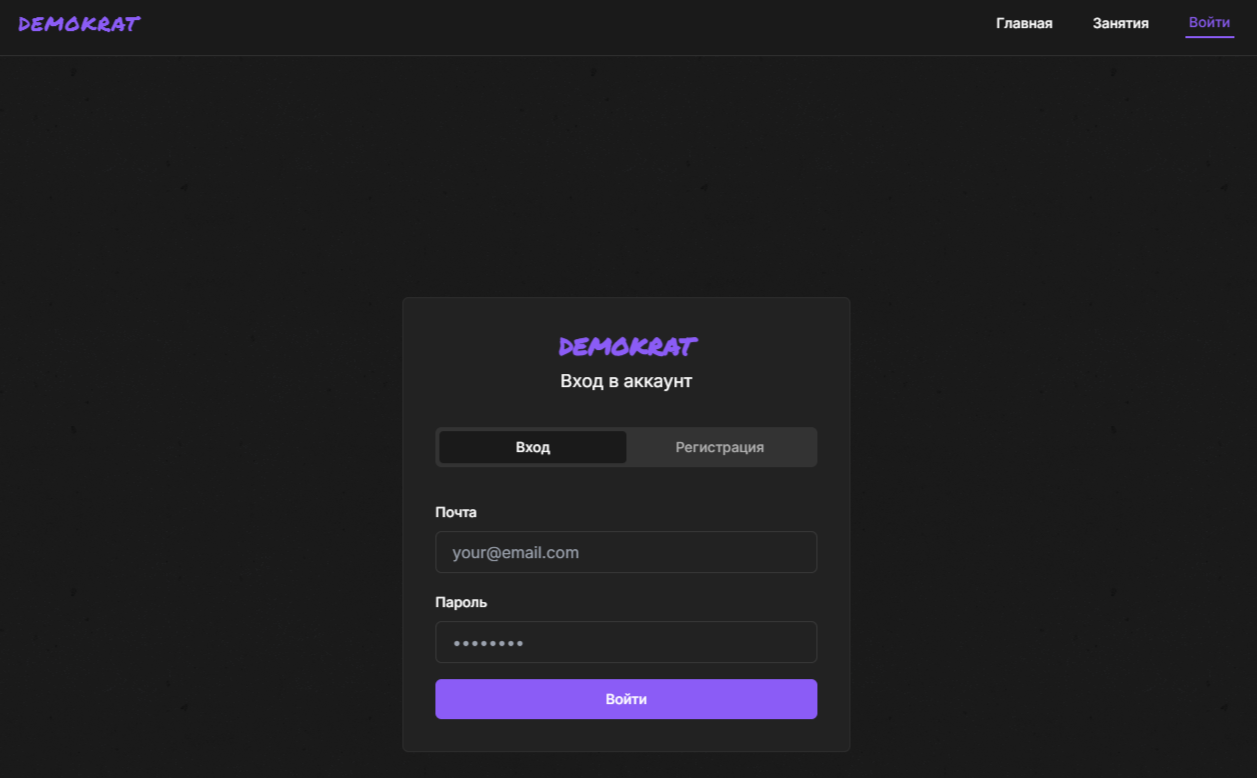 DEMOKRAT
Главная Занятия Войти
DEMOKRAT
Вход в аккаунт
Вход Регистрация
Почта
your@email.com
Пароль
••••••••
Войти